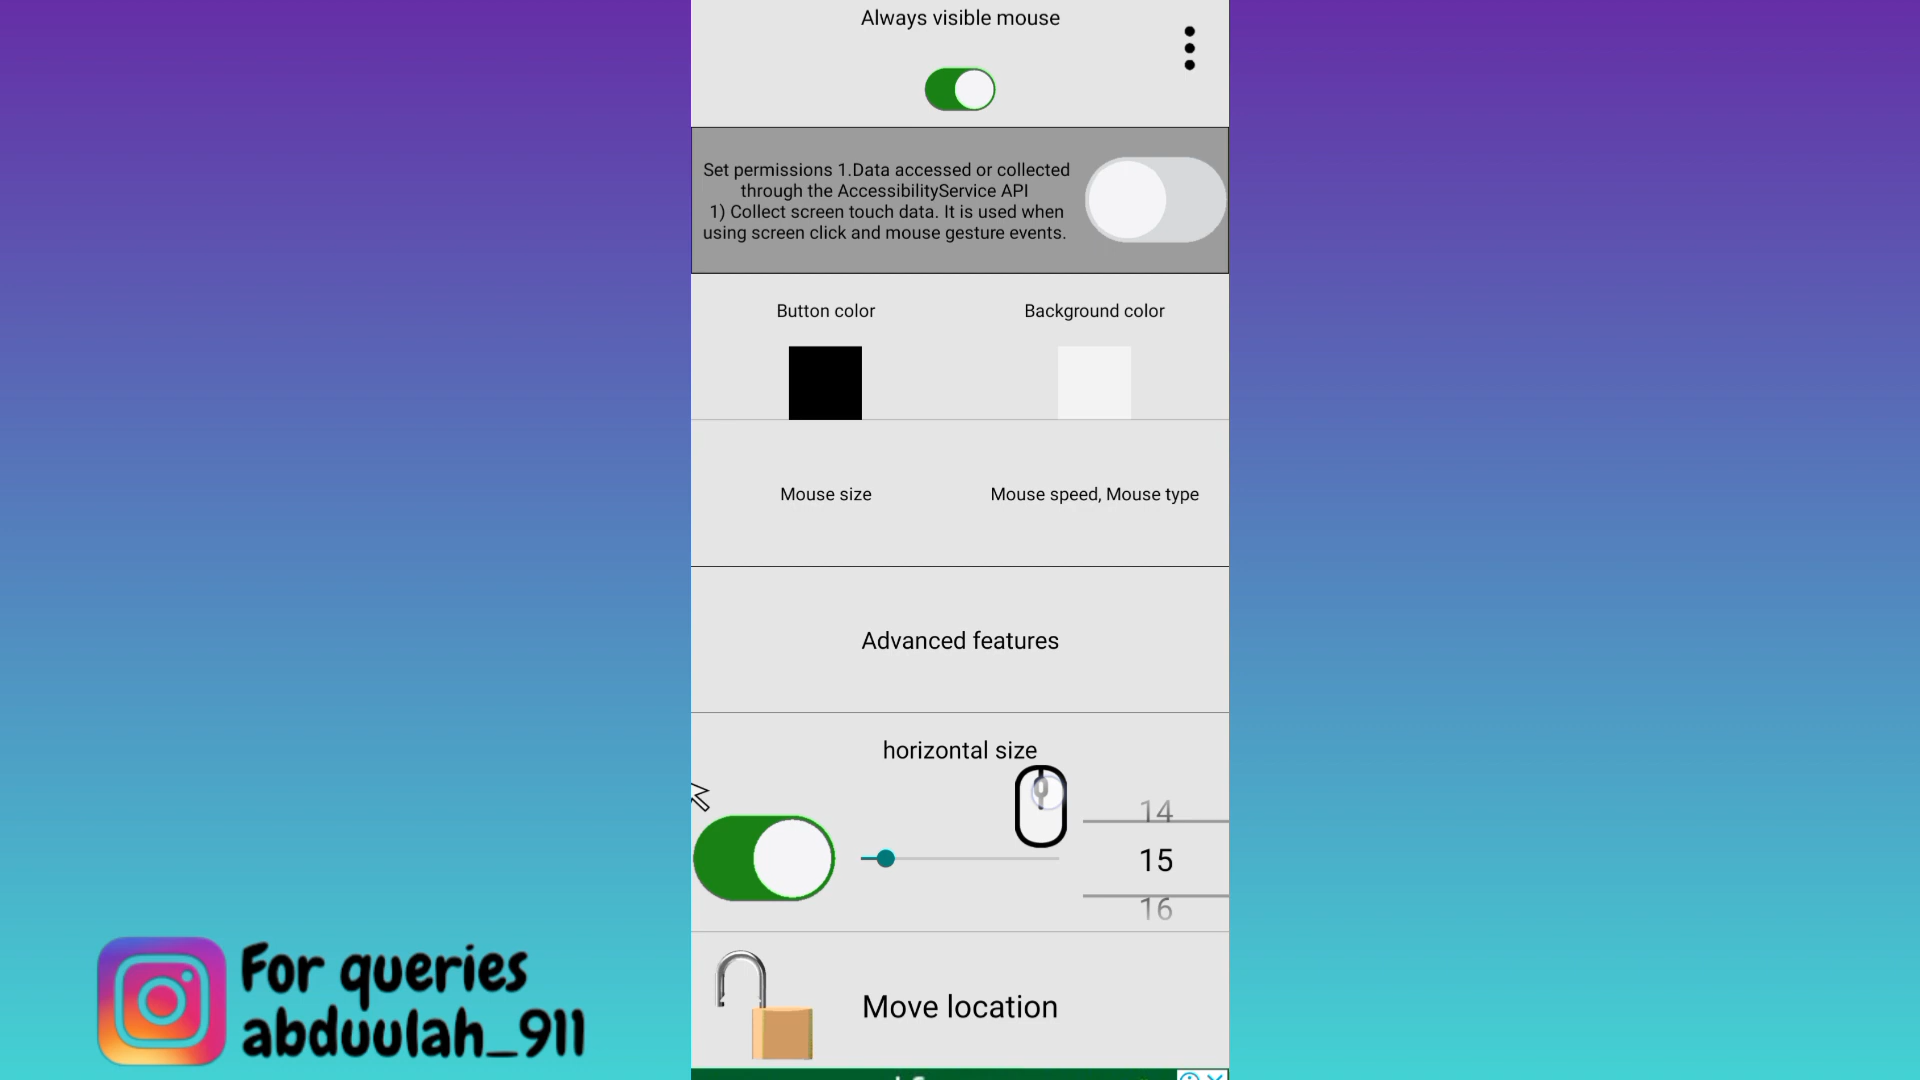 Always visible mouse
Set permissions 1.Data accessed or collected
through the AccessibilityService API
1) Collect screen touch data. It is used when
using screen click and mouse gesture events.
Button color
Background color
Mouse size
Mouse speed, Mouse type
Advanced features
horizontal size
14
15
16
Move location
For queries
abduulah_911